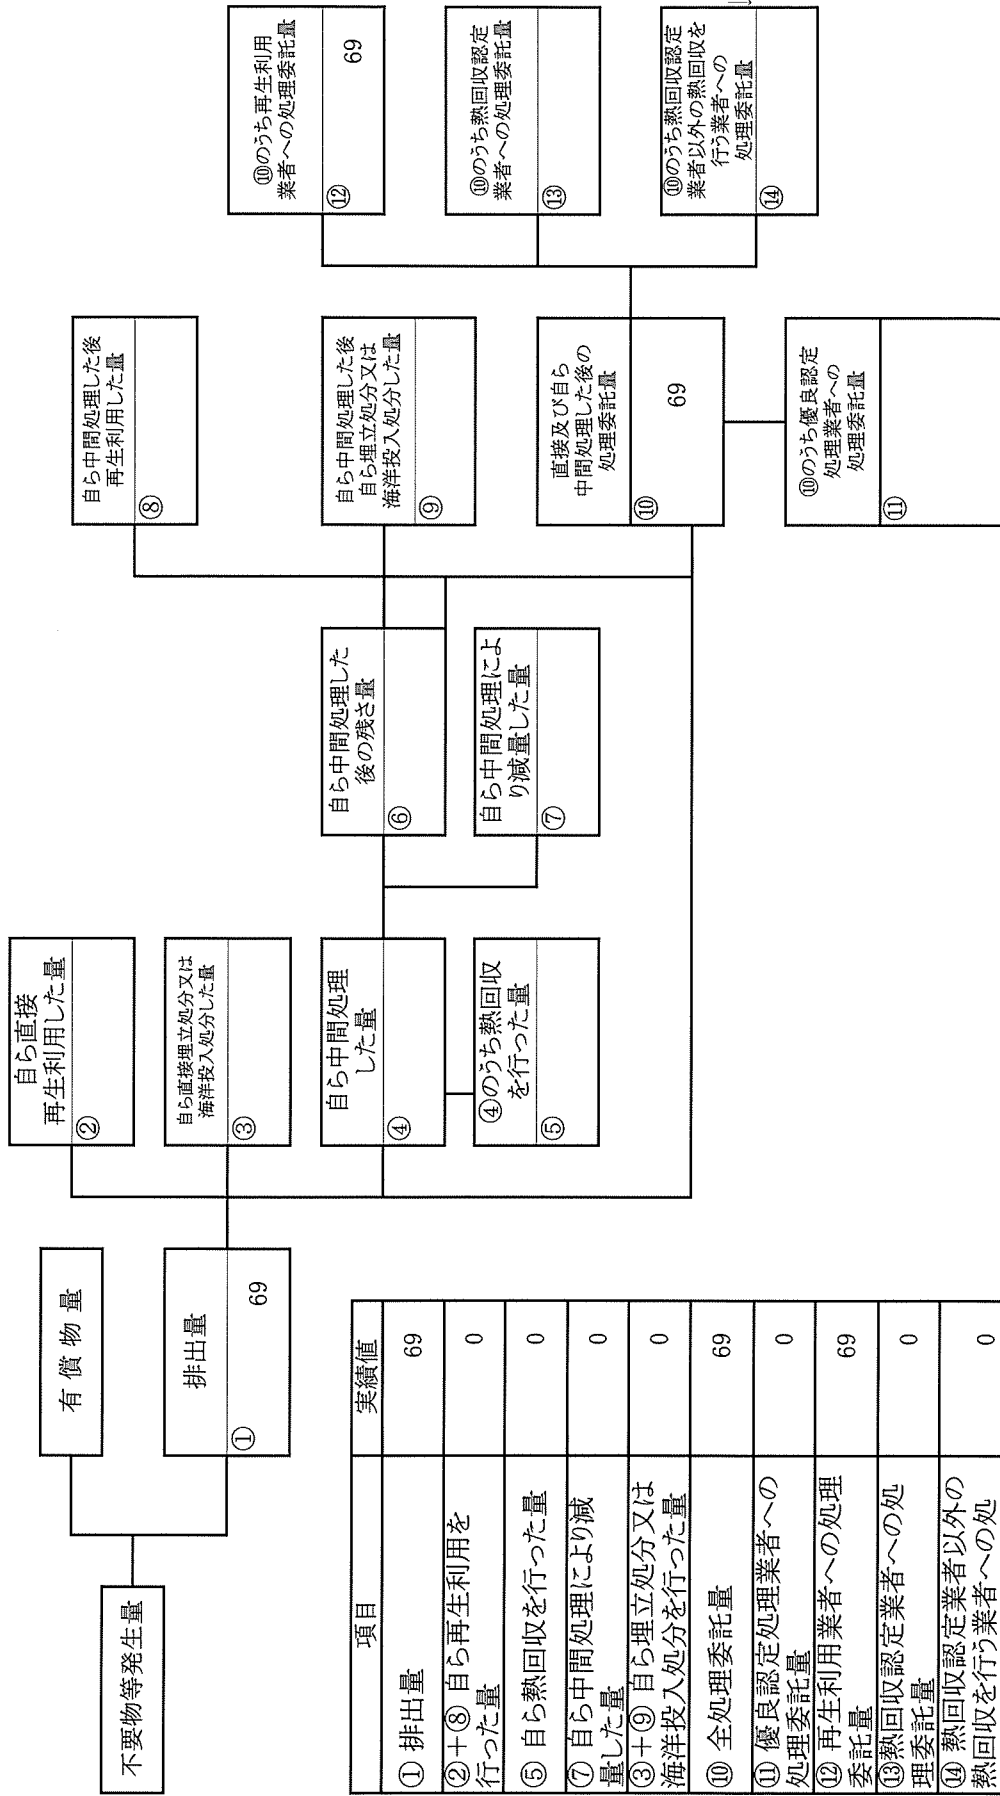 不要物等発生量
有 償 物 量
排出量
①
69
自ら直接
再生利用した量
②
自ら直接埋立処分又は
海洋投入処分した量
③
自ら中間処理
した量
④
④のうち熱回収
を行った量
⑤
自ら中間処理した
後の残さ量
⑥
自ら中間処理によ
り減量した量
⑦
自ら中間処理した後
再生利用した量
⑧
自ら中間処理した後
自ら埋立処分又は
海洋投入処分した量
⑨
直接及び自ら
中間処理した後の
処理委託量
⑩
69
⑩のうち優良認定
処理業者への
処理委託量
⑪
⑩のうち再生利用
業者への処理委託量
⑫
69
⑩のうち熱回収認定
業者への処理委託量
⑬
⑩のうち熱回収認定
業者以外の熱回収を
行う業者への
処理委託量
⑭
項目 実績値
① 排出量 69
②+⑧ 自ら再生利用を
行った量 0
⑤ 自ら熱回収を行った量 0
⑦ 自ら中間処理により減
量した量 0
③+⑨ 自ら埋立処分又は
海洋投入処分を行った量 0
⑩ 全処理委託量 69
⑪ 優良認定処理業者への
処理委託量 0
⑫ 再生利用業者への処理
委託量 69
⑬熱回収認定業者への処
理委託量 0
⑭ 熱回収認定業者以外の
熱回収を行う業者への処 0